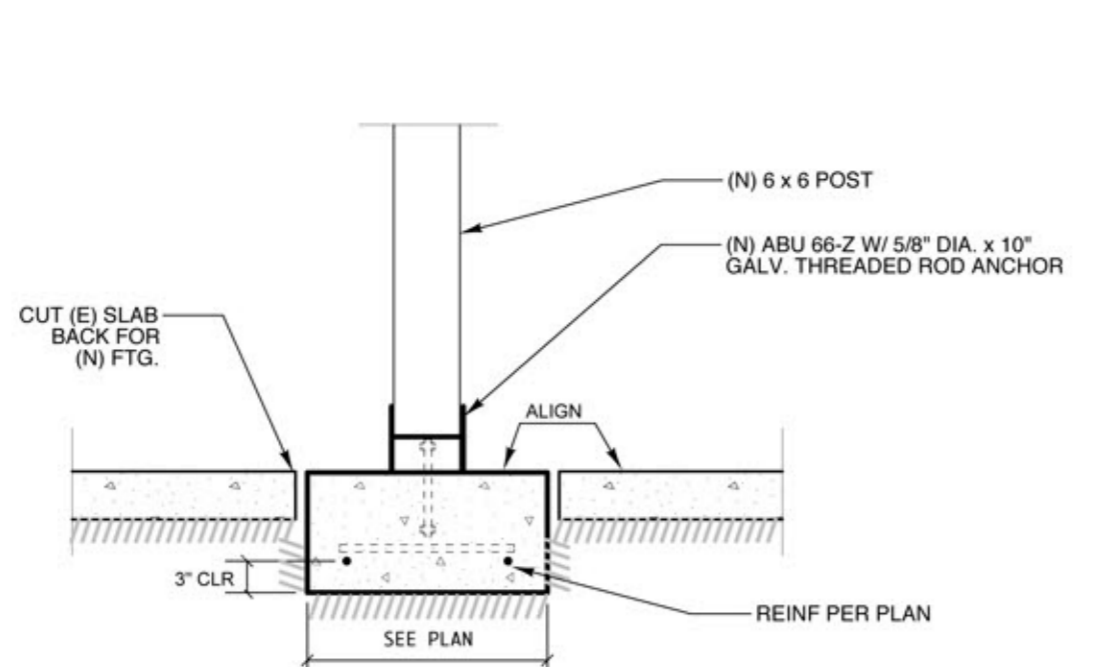 (N) 6 x 6 POST
(N) ABU 66-Z W/ 5/8" DIA. x 10"
GALV. THREADED ROD ANCHOR
CUT (E) SLAB
BACK FOR
(N) FTG.
ALIGN
3" CLR
REINF PER PLAN
SEE PLAN